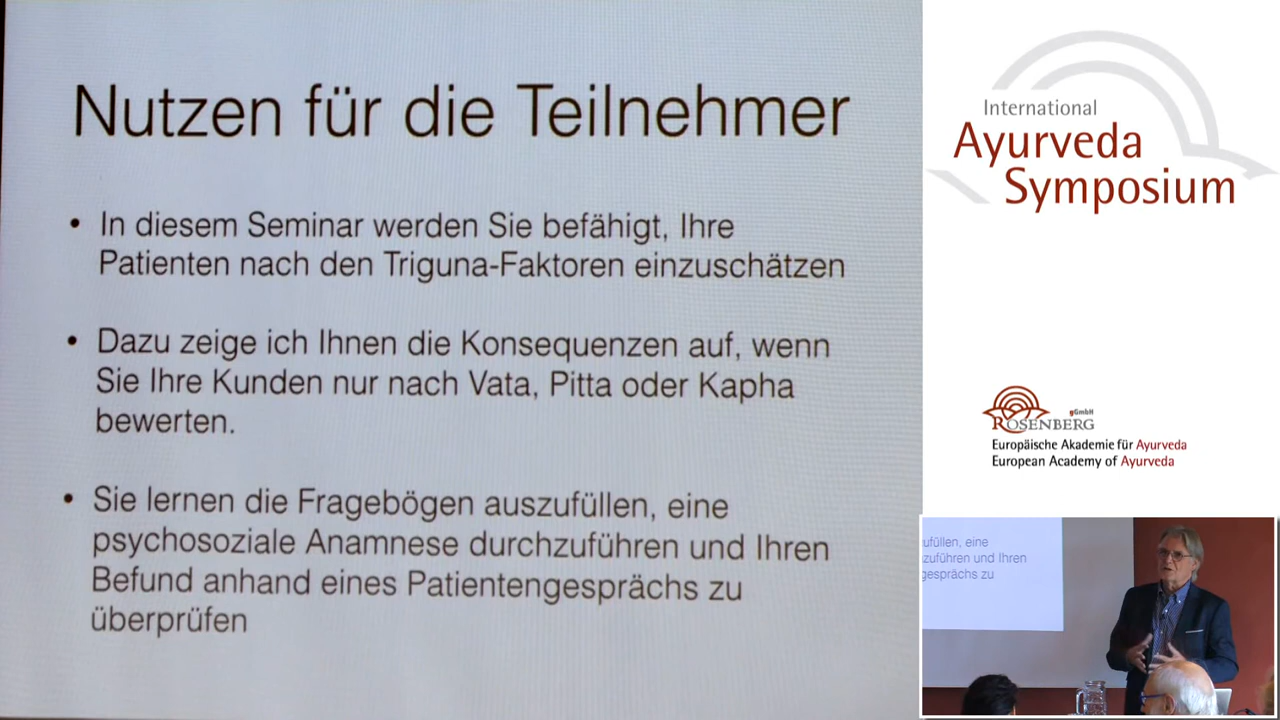 Nutzen für die Teilnehmer
• In diesem Seminar werden Sie befähigt, Ihre
Patienten nach den Triguna-Faktoren einzuschätzen
• Dazu zeige ich Ihnen die Konsequenzen auf, wenn
Sie Ihre Kunden nur nach Vata, Pitta oder Kapha
bewerten.
• Sie lernen die Fragebögen auszufüllen, eine
psychosoziale Anamnese durchzuführen und Ihren
Befund anhand eines Patientengesprächs zu
überprüfen
International
Ayurveda
Symposium
gGmbH
ROSENBERG
Europäische Akademie für Ayurveda
European Academy of Ayurveda
ufüllen, eine
zuführen und Ihren
gesprächs zu